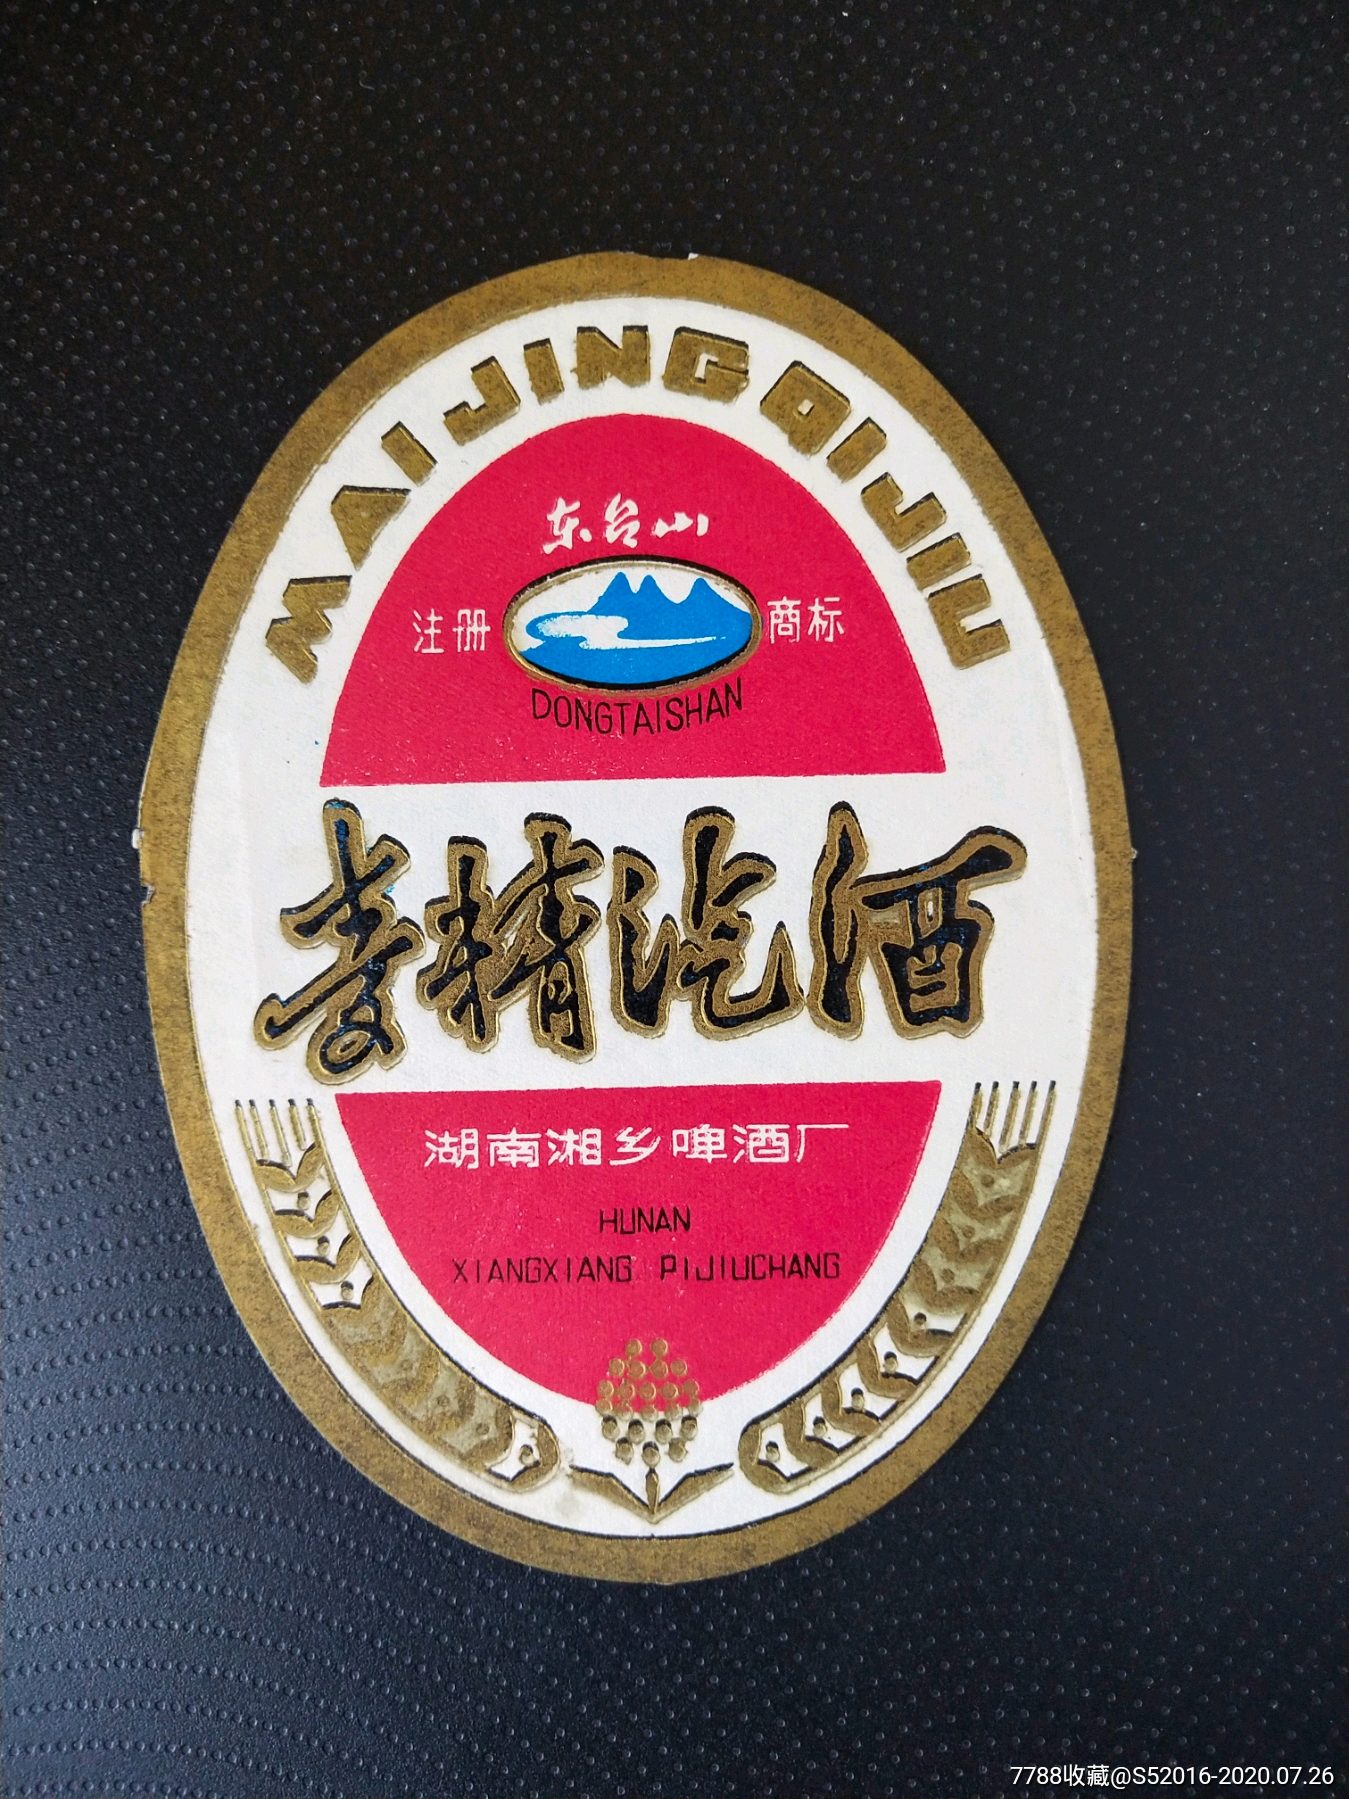 MAIJINGQIJIU
东台山
注册 商标
DONGTAISHAN
麦精汽酒
湖南湘乡啤酒厂
HUNAN
XIANGXIANG PIJIUCHANG
7788收藏@S52016-2020.07.26